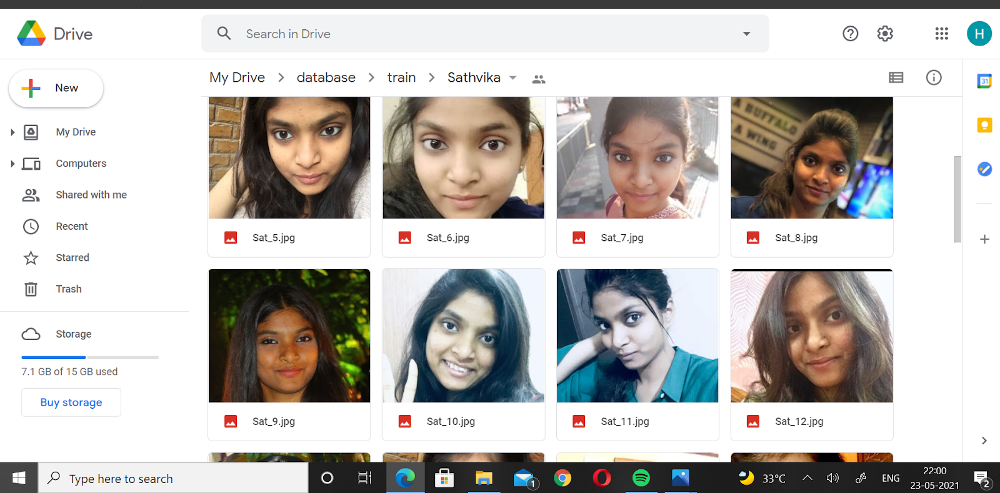 Drive
Search in Drive
H
New
My Drive > database > train > Sathvika
31
My Drive
Computers
Shared with me
Recent
Starred
Trash
Storage
7.1 GB of 15 GB used
Buy storage
A BUFFALO
A WING
Sat_5.jpg
Sat_6.jpg
Sat_7.jpg
Sat_8.jpg
Sat_9.jpg
Sat_10.jpg
Sat_11.jpg
Sat_12.jpg
Type here to search
1
33°C
ENG
22:00
23-05-2021
2